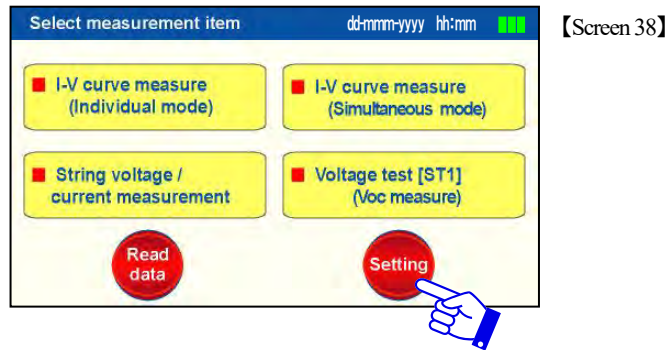 Select measurement item dd-mmm-yyyy hh:mm
【Screen 38】
I-V curve measure
(Individual mode)
I-V curve measure
(Simultaneous mode)
String voltage /
current measurement
Voltage test [ST1]
(Voc measure)
Read
data
Setting